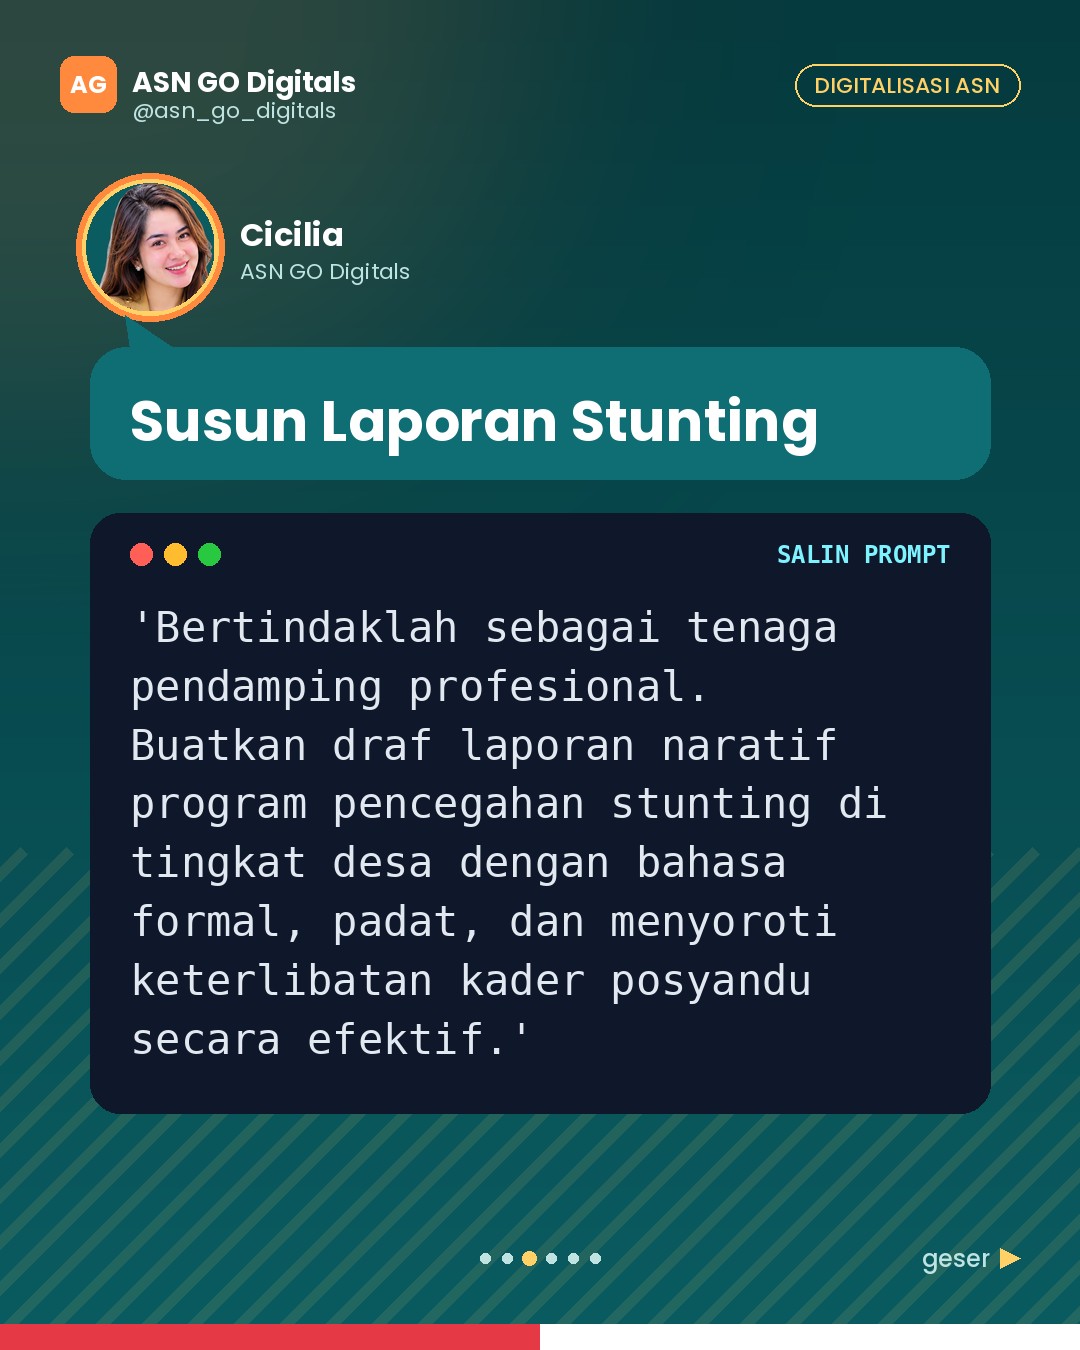 AG
ASN GO Digitals
@asn_go_digitals
DIGITALISASI ASN
Cicilia
ASN GO Digitals
Susun Laporan Stunting
SALIN PROMPT
'Bertindaklah sebagai tenaga
pendamping profesional.
Buatkan draf laporan naratif
program pencegahan stunting di
tingkat desa dengan bahasa
formal, padat, dan menyoroti
keterlibatan kader posyandu
secara efektif.'
geser